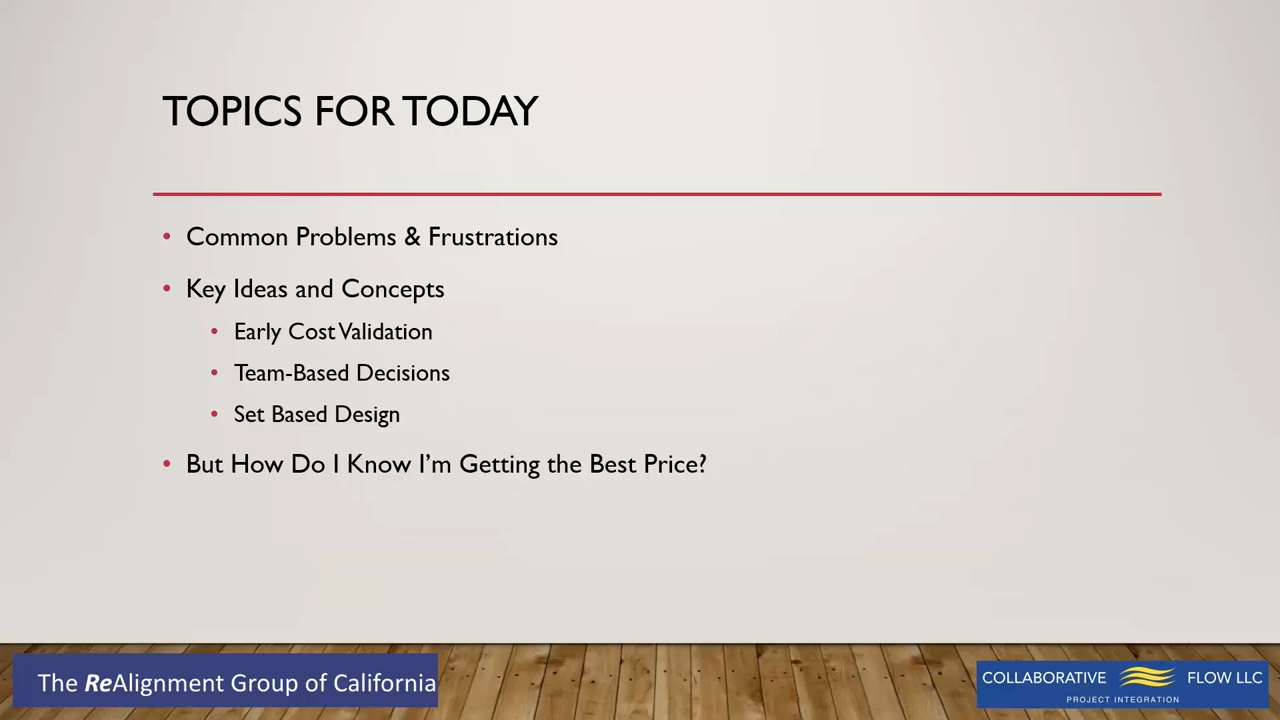 TOPICS FOR TODAY
• Common Problems & Frustrations
• Key Ideas and Concepts
• Early Cost Validation
• Team-Based Decisions
• Set Based Design
• But How Do I Know I’m Getting the Best Price?
The ReAlignment Group of California
COLLABORATIVE FLOW LLC
PROJECT INTEGRATION